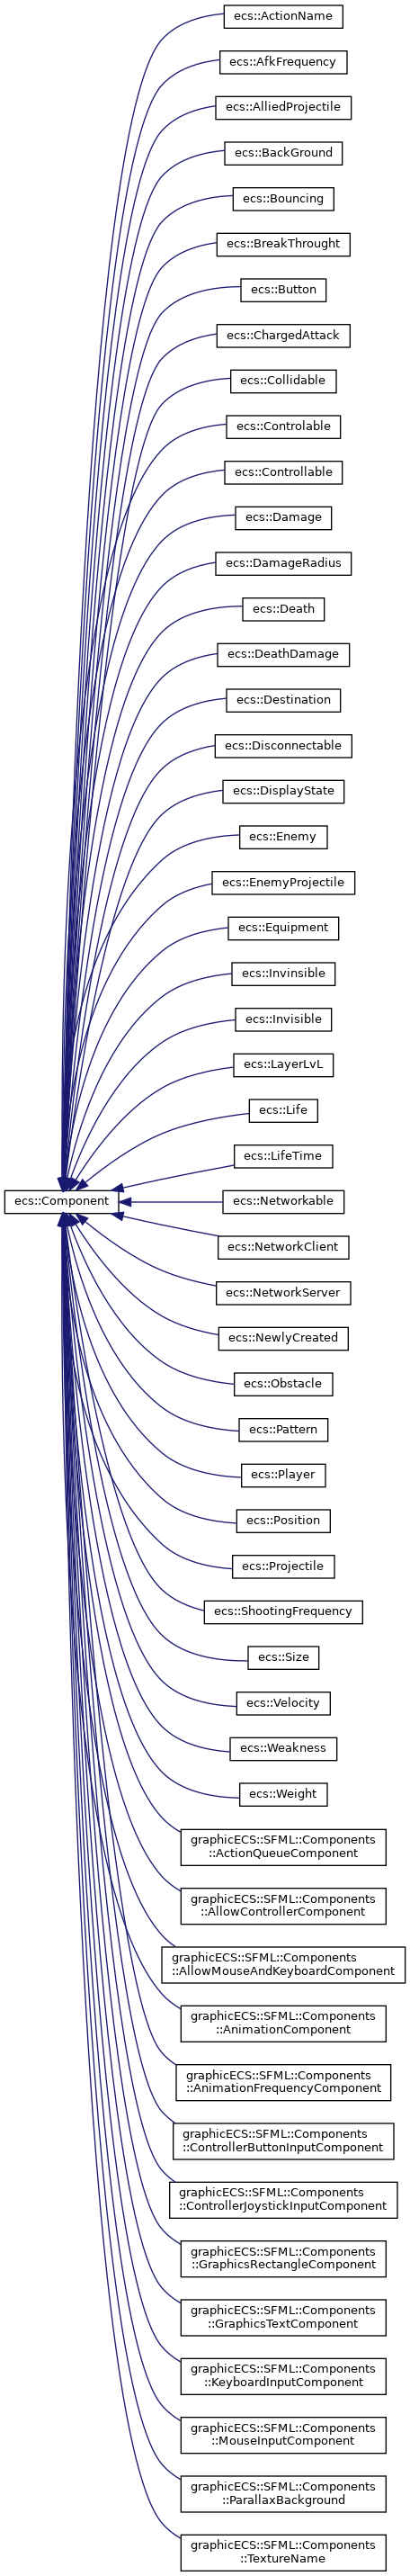 ecs::ActionName
ecs::AfkFrequency
ecs::AlliedProjectile
ecs::BackGround
ecs::Bouncing
ecs::BreakThrought
ecs::Button
ecs::ChargedAttack
ecs::Collidable
ecs::Controlable
ecs::Controllable
ecs::Damage
ecs::DamageRadius
ecs::Death
ecs::DeathDamage
ecs::Destination
ecs::Disconnectable
ecs::DisplayState
ecs::Enemy
ecs::EnemyProjectile
ecs::Equipment
ecs::Invinsible
ecs::Invisible
ecs::LayerLvL
ecs::Life
ecs::LifeTime
ecs::Component
ecs::Networkable
ecs::NetworkClient
ecs::NetworkServer
ecs::NewlyCreated
ecs::Obstacle
ecs::Pattern
ecs::Player
ecs::Position
ecs::Projectile
ecs::ShootingFrequency
ecs::Size
ecs::Velocity
ecs::Weakness
ecs::Weight
graphicECS::SFML::Components
::ActionQueueComponent
graphicECS::SFML::Components
::AllowControllerComponent
graphicECS::SFML::Components
::AllowMouseAndKeyboardComponent
graphicECS::SFML::Components
::AnimationComponent
graphicECS::SFML::Components
::AnimationFrequencyComponent
graphicECS::SFML::Components
::ControllerButtonInputComponent
graphicECS::SFML::Components
::ControllerJoystickInputComponent
graphicECS::SFML::Components
::GraphicsRectangleComponent
graphicECS::SFML::Components
::GraphicsTextComponent
graphicECS::SFML::Components
::KeyboardInputComponent
graphicECS::SFML::Components
::MouseInputComponent
graphicECS::SFML::Components
::ParallaxBackground
graphicECS::SFML::Components
::TextureName